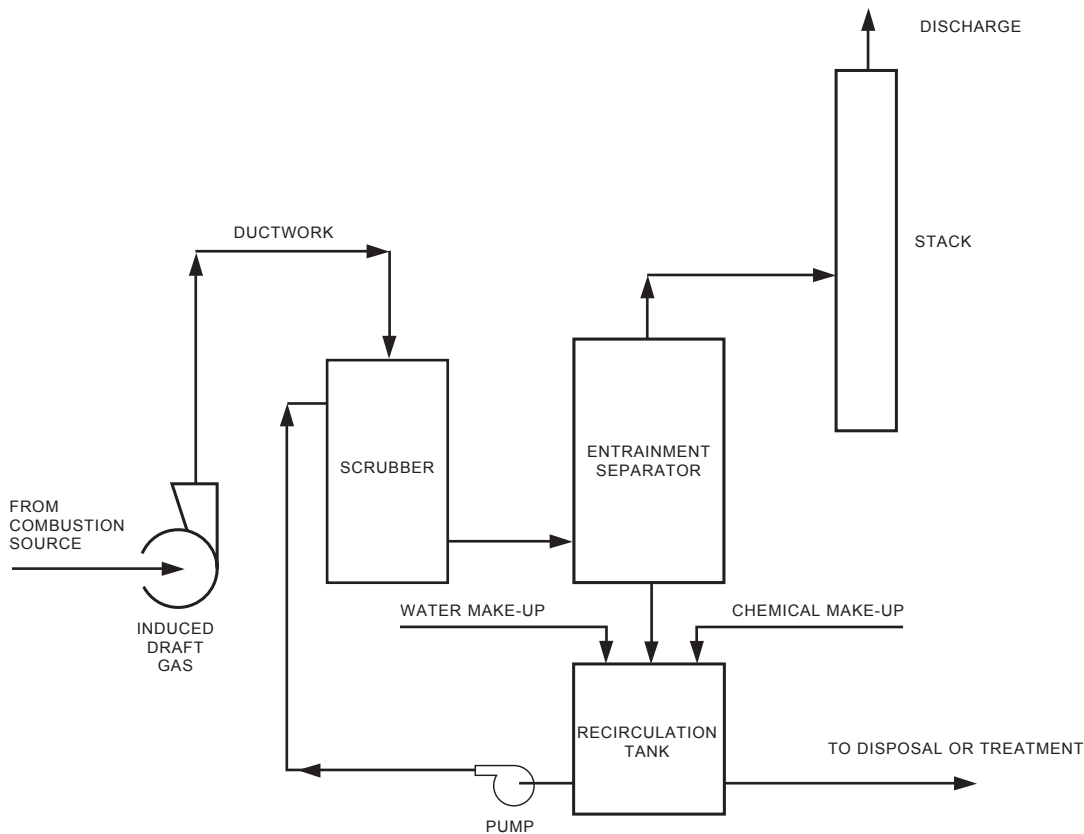 DISCHARGE
DUCTWORK
STACK
ENTRAINMENT
SEPARATOR
SCRUBBER
FROM
COMBUSTION
SOURCE
INDUCED
DRAFT
GAS
WATER MAKE-UP
CHEMICAL MAKE-UP
RECIRCULATION
TANK
TO DISPOSAL OR TREATMENT
PUMP